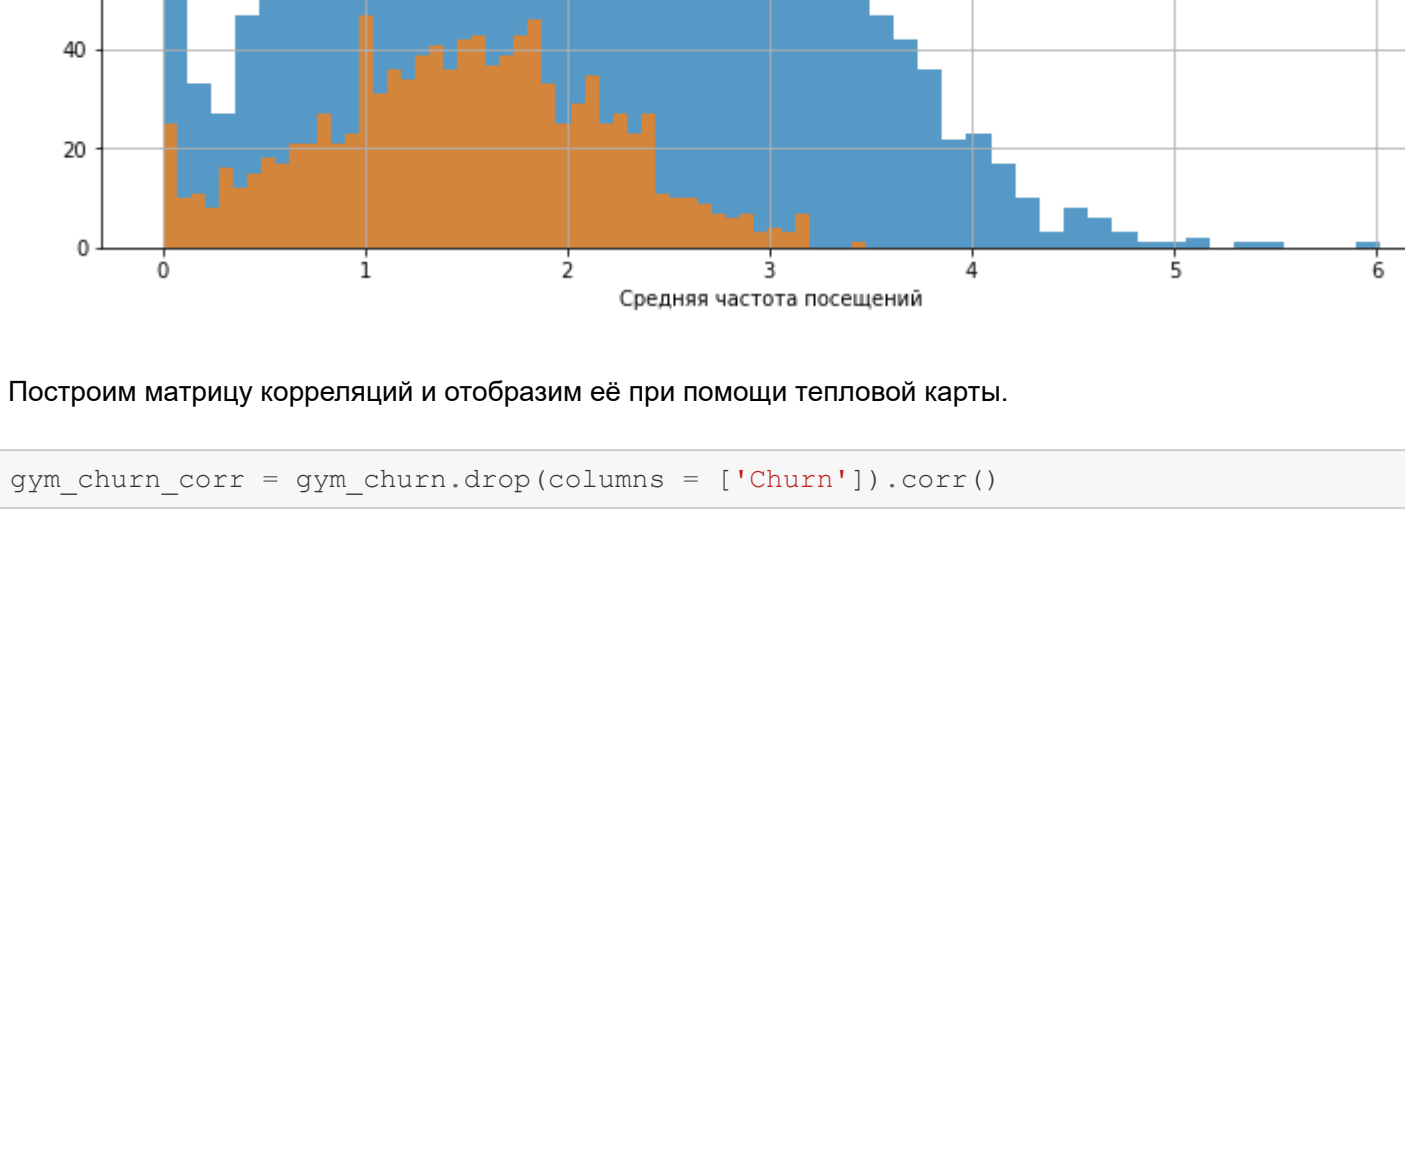 40
20
0
0 1 2 3 4 5 6
Средняя частота посещений
Построим матрицу корреляций и отобразим её при помощи тепловой карты.
gym_churn_corr = gym_churn.drop(columns = ['Churn']).corr()